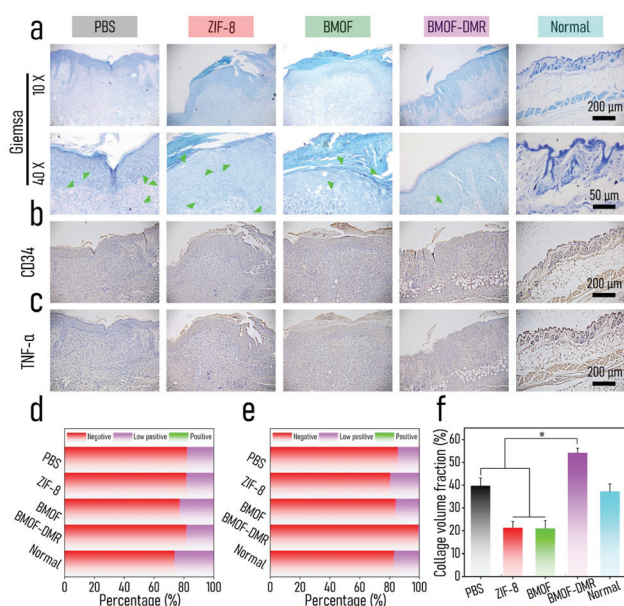 a
PBS
ZIF-8
BMOF
BMOF-DMR
Normal
Giemsa
10 X
200 μm
40 X
50 μm
b
CD34
200 μm
c
TNF-α
200 μm
d
Negative
Low positive
Positive
PBS
ZIF-8
BMOF
BMOF-DMR
Normal
0 20 40 60 80 100
Percentage (%)
e
Negative
Low positive
Positive
PBS
ZIF-8
BMOF
BMOF-DMR
Normal
0 20 40 60 80 100
Percentage (%)
f
Collage volume fraction (%)
60
50
40
30
20
10
0
*
PBS
ZIF-8
BMOF
BMOF-DMR
Normal